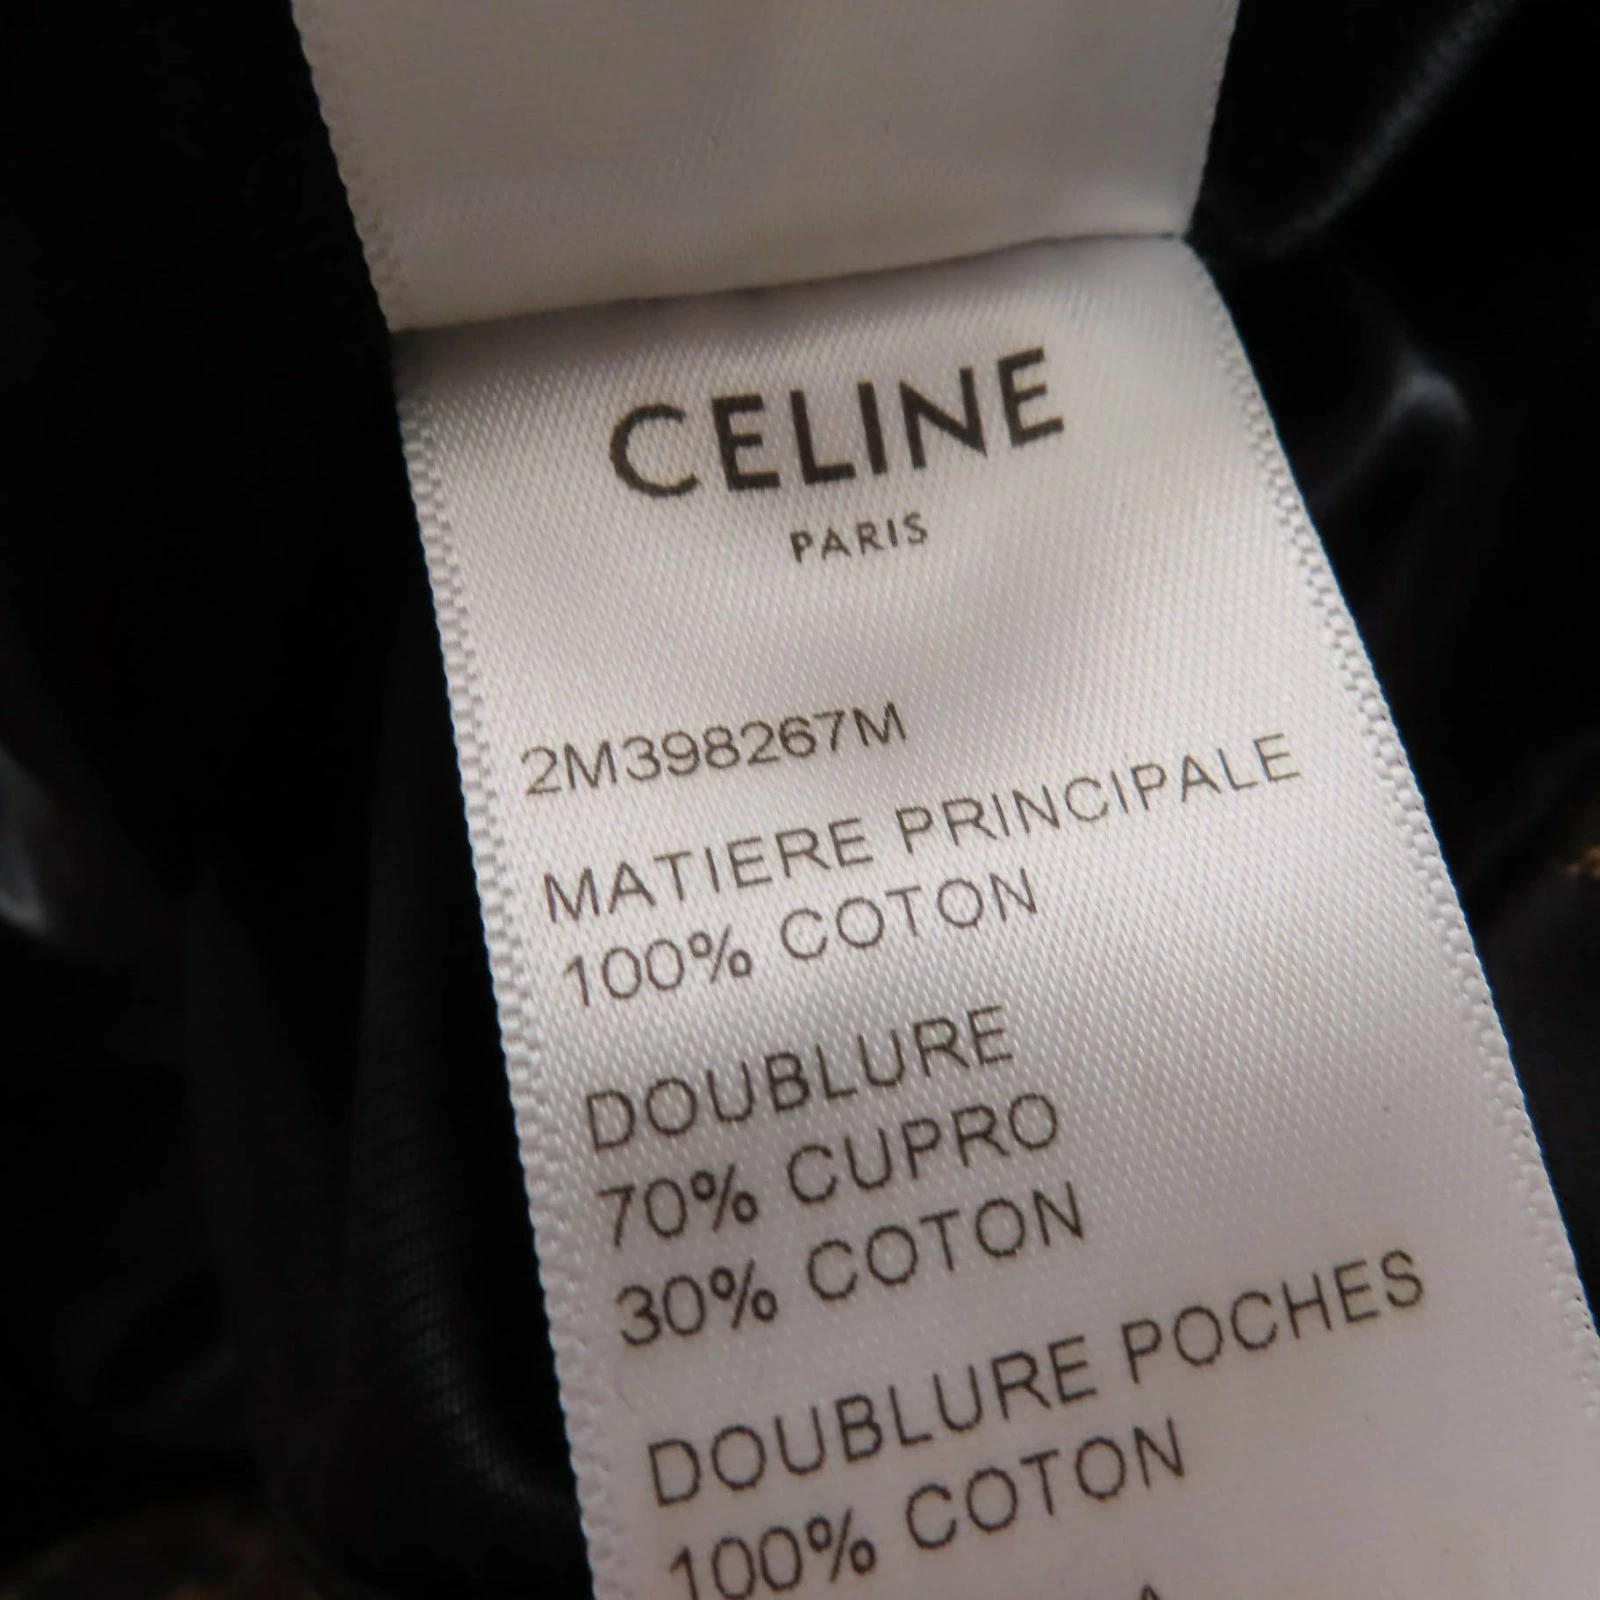 CELINE
PARIS
2M398267M
MATIERE PRINCIPALE
100% COTON
DOUBLURE
70% CUPRO
30% COTON
DOUBLURE POCHES
100% COTON